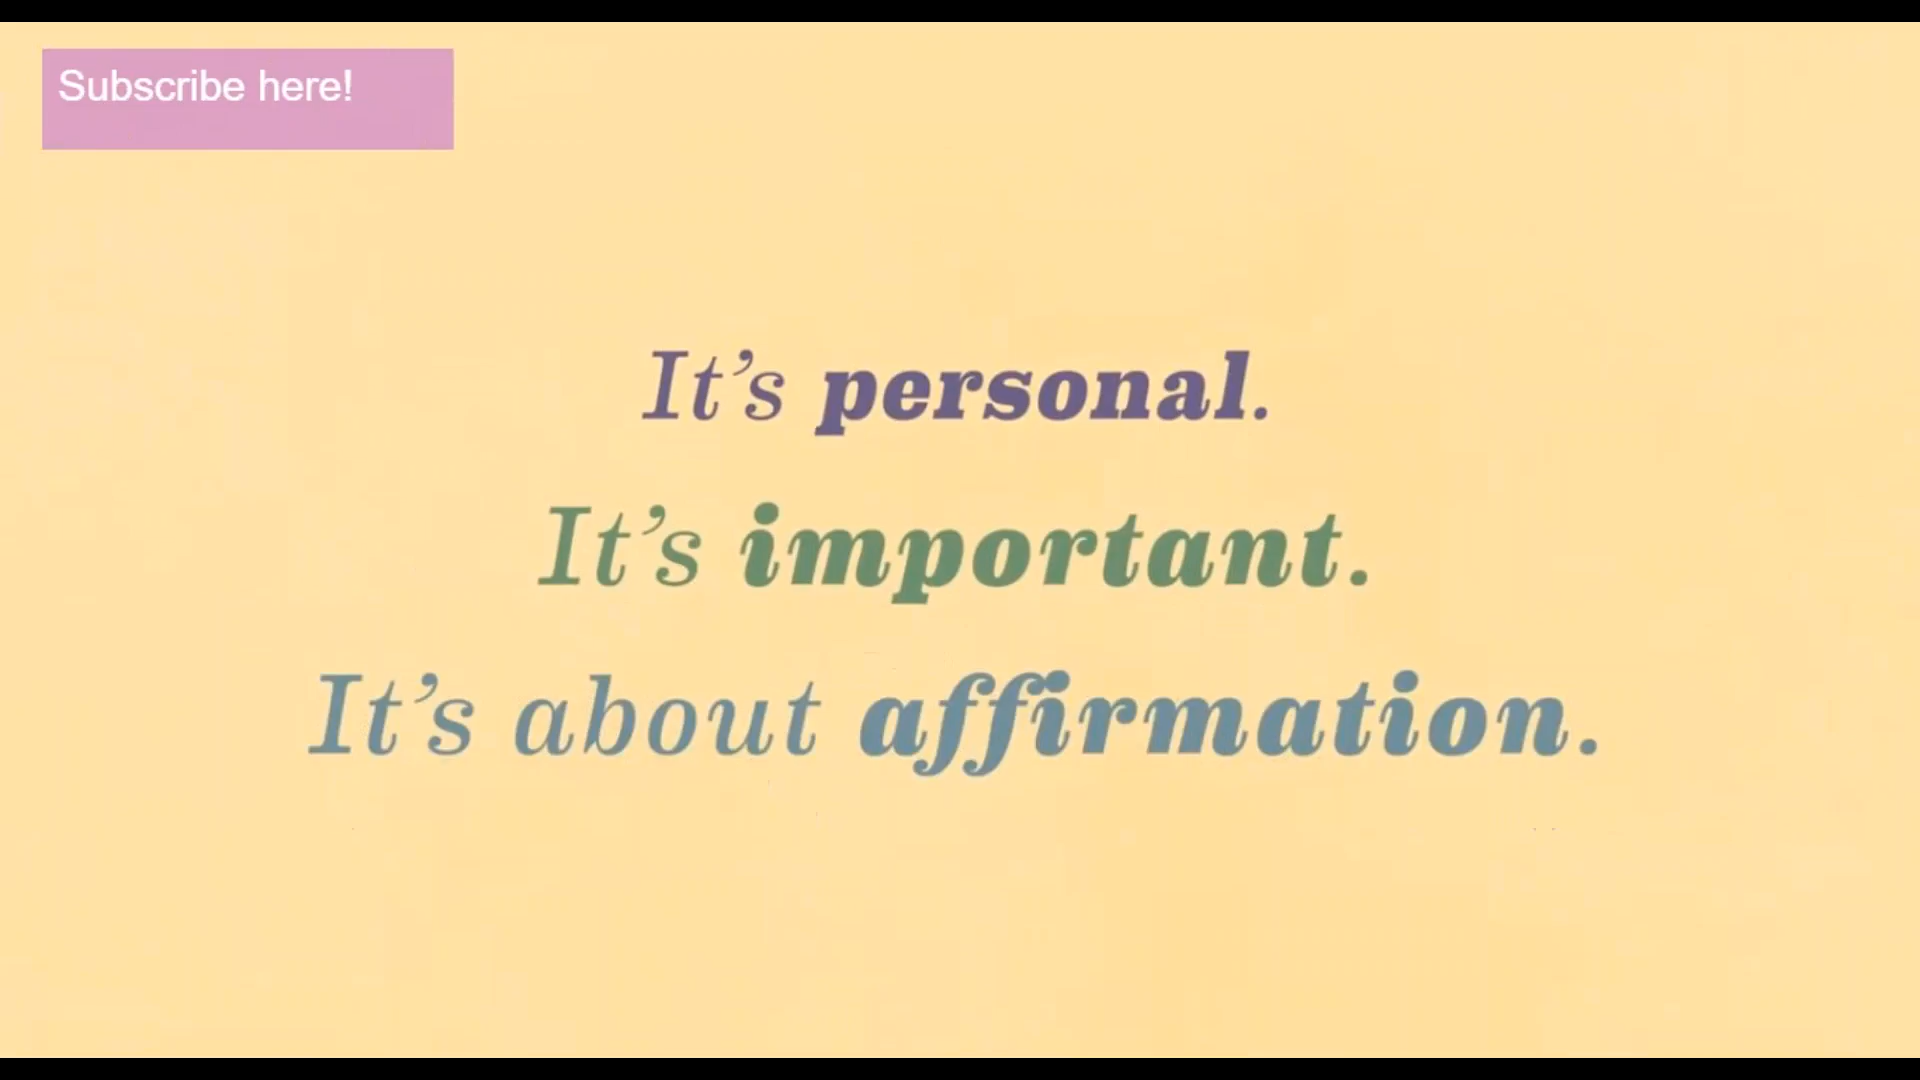 Subscribe here!
It’s personal.
It’s important.
It’s about affirmation.